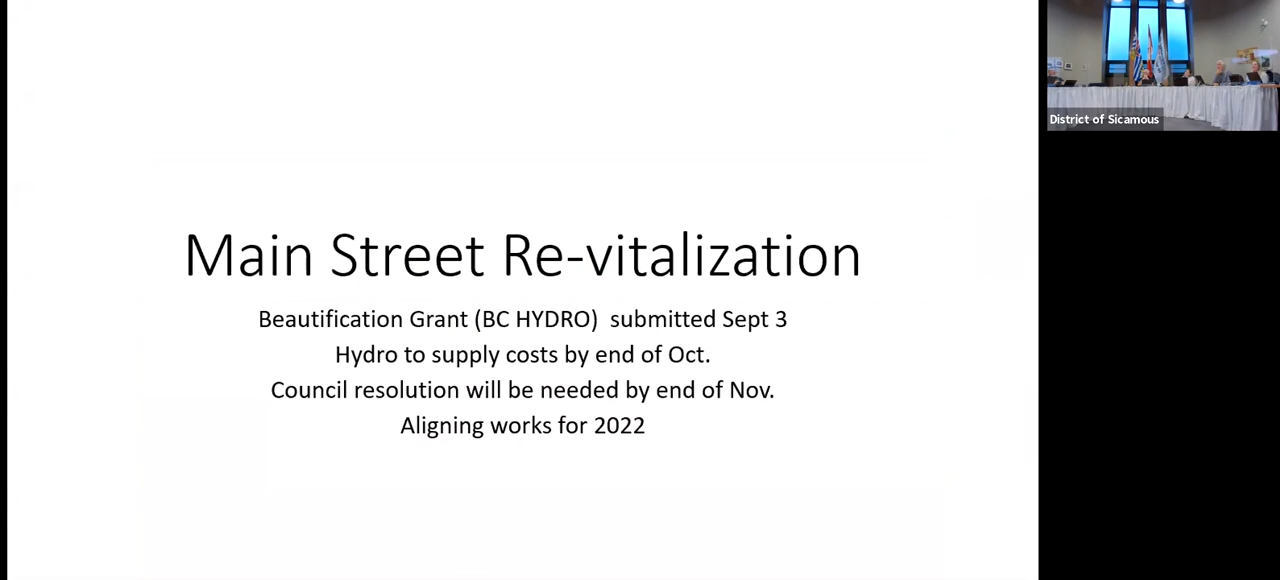 Main Street Re-vitalization
Beautification Grant (BC HYDRO) submitted Sept 3
Hydro to supply costs by end of Oct.
Council resolution will be needed by end of Nov.
Aligning works for 2022
District of Sicamous